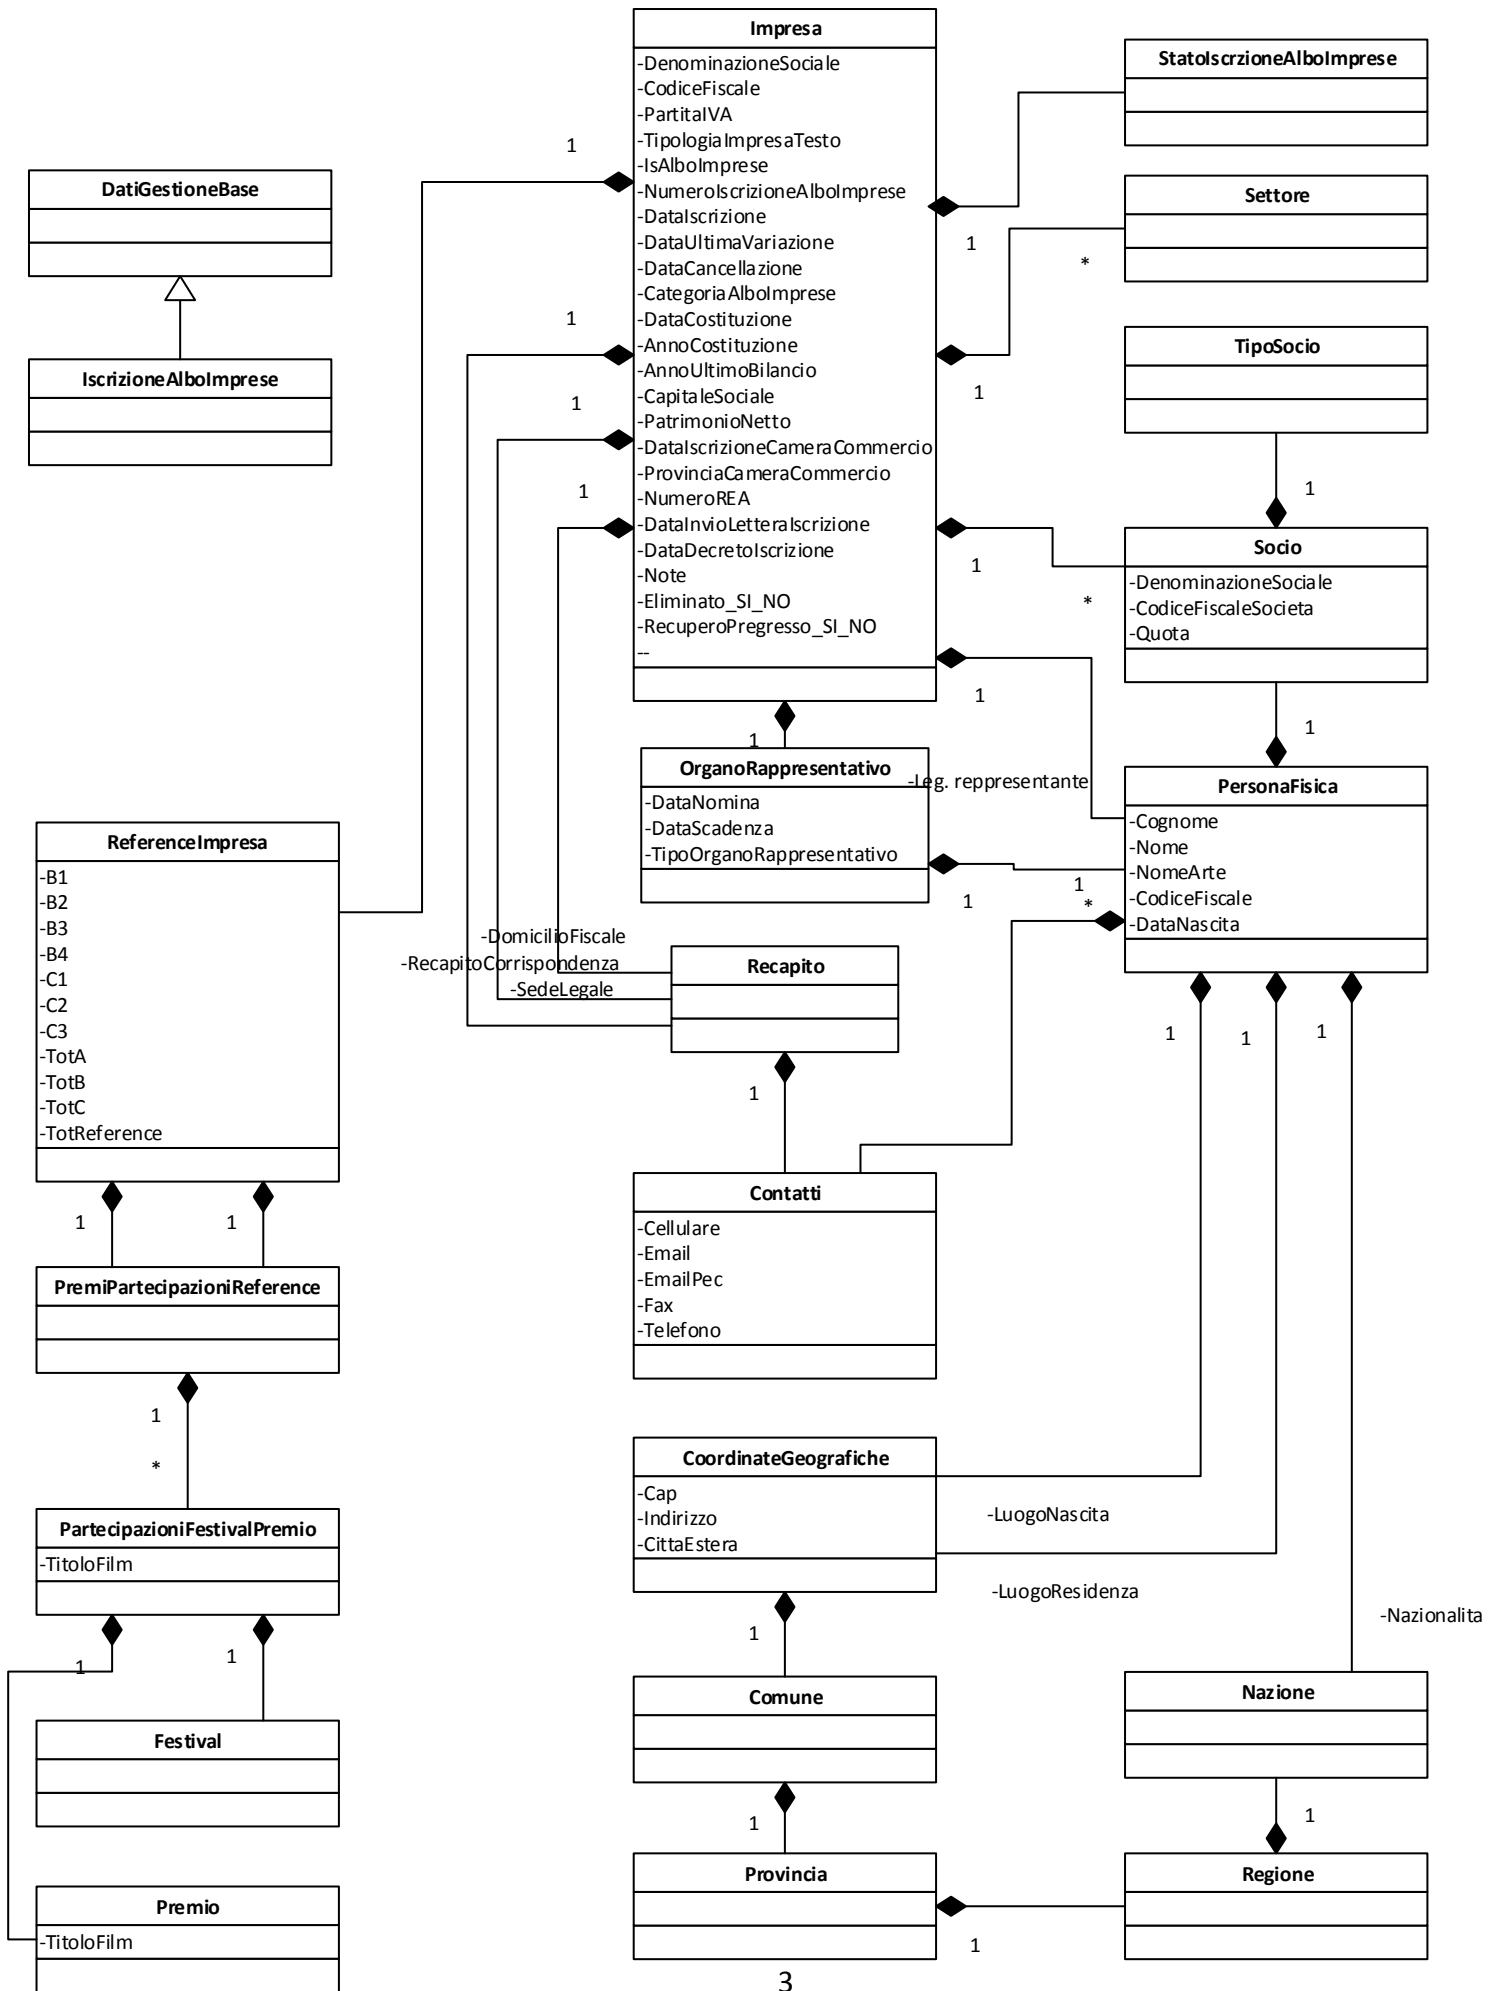 Impresa
-DenominazioneSociale
-CodiceFiscale
-PartitaIVA
-TipologiaImpresaTesto
-IsAlboImprese
-NumeroIscrizioneAlboImprese
-DataIscrizione
-DataUltimaVariazione
-DataCancellazione
-CategoriaAlboImprese
-DataCostituzione
-AnnoCostituzione
-AnnoUltimoBilancio
-CapitaleSociale
-PatrimonioNetto
-DataIscrizioneCameraCommercio
-ProvinciaCameraCommercio
-NumeroREA
-DataInvioLetteraIscrizione
-DataDecretoIscrizione
-Note
-Eliminato_SI_NO
-RecuperoPregresso_SI_NO
--
1
1
1
1
StatoIscrzioneAlboImprese
1
Settore
*
1
TipoSocio
1
Socio
-DenominazioneSociale
-CodiceFiscaleSocieta
-Quota
1
*
1
1
DatiGestioneBase
IscrizioneAlboImprese
1
OrganoRappresentativo
-DataNomina
-DataScadenza
-TipoOrganoRappresentativo
-Leg. reppresentante
PersonaFisica
-Cognome
-Nome
-NomeArte
-CodiceFiscale
-DataNascita
1
1
*
ReferenceImpresa
-B1
-B2
-B3
-B4
-C1
-C2
-C3
-TotA
-TotB
-TotC
-TotReference
-DomicilioFiscale
-RecapitoCorrispondenza
-SedeLegale
Recapito
1
1
1
1
Contatti
-Cellulare
-Email
-EmailPec
-Fax
-Telefono
1
1
PremiPartecipazioniReference
1
*
PartecipazioniFestivalPremio
-TitoloFilm
1
1
Festival
Premio
-TitoloFilm
CoordinateGeografiche
-Cap
-Indirizzo
-CittaEstera
-LuogoNascita
-LuogoResidenza
-Nazionalita
1
Comune
1
Nazione
1
Provincia
1
Regione
3